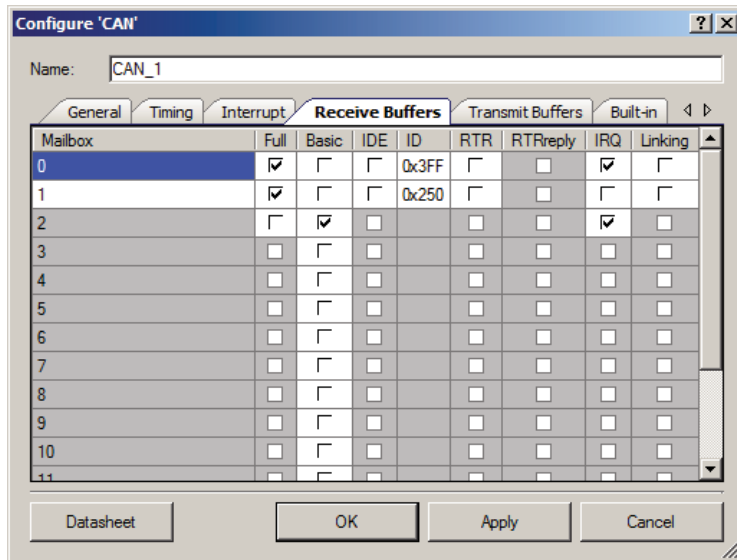 Configure 'CAN'
Name: CAN_1
General Timing Interrupt Receive Buffers Transmit Buffers Built-in
Mailbox Full Basic IDE ID RTR RTRreply IRQ Linking
0 0x3FF
1 0x250
2
3
4
5
6
7
8
9
10
11
Datasheet OK Apply Cancel